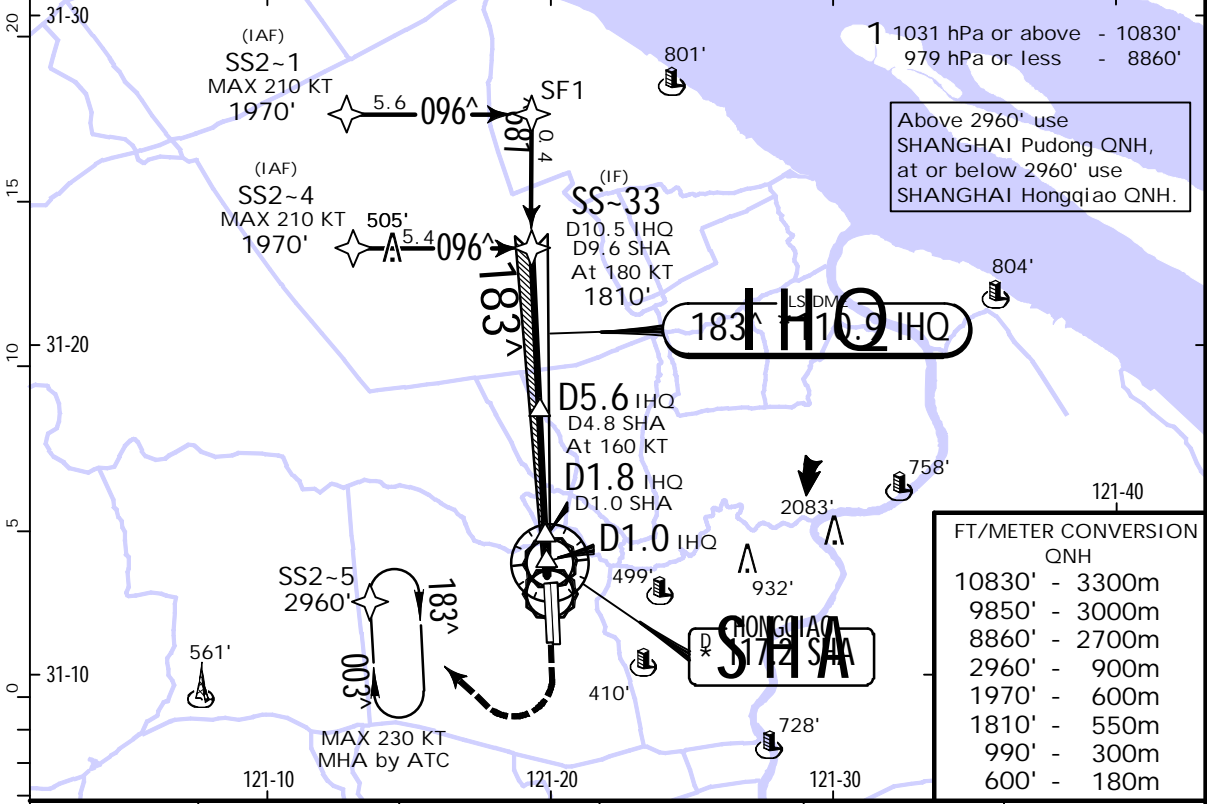 20
31-30
(IAF)
SS2~1
MAX 210 KT
1970'
5.6
096^
SF1
801'
1 1031 hPa or above - 10830'
979 hPa or less - 8860'
Above 2960' use
SHANGHAI Pudong QNH,
at or below 2960' use
SHANGHAI Hongqiao QNH.
4.0
15
(IAF)
SS2~4
MAX 210 KT
1970'
505'
5.4
096^
(IF)
SS~33
D10.5 IHQ
D9.6 SHA
At 180 KT
1810'
804'
183^
183^ *110.9 IHQ
IHQ
10
31-20
D5.6 IHQ
D4.8 SHA
At 160 KT
D1.8 IHQ
D1.0 SHA
D1.0 IHQ
758'
121-40
2083'
932'
5
499'
SS2~5
2960'
183^
003^
HONGQIAO
D
* 117.2 SHA
SHA
561'
31-10
0
410'
728'
MAX 230 KT
MHA by ATC
121-10
121-20
121-30
FT/METER CONVERSION
QNH
10830' - 3300m
9850' - 3000m
8860' - 2700m
2960' - 900m
1970' - 600m
1810' - 550m
990' - 300m
600' - 180m